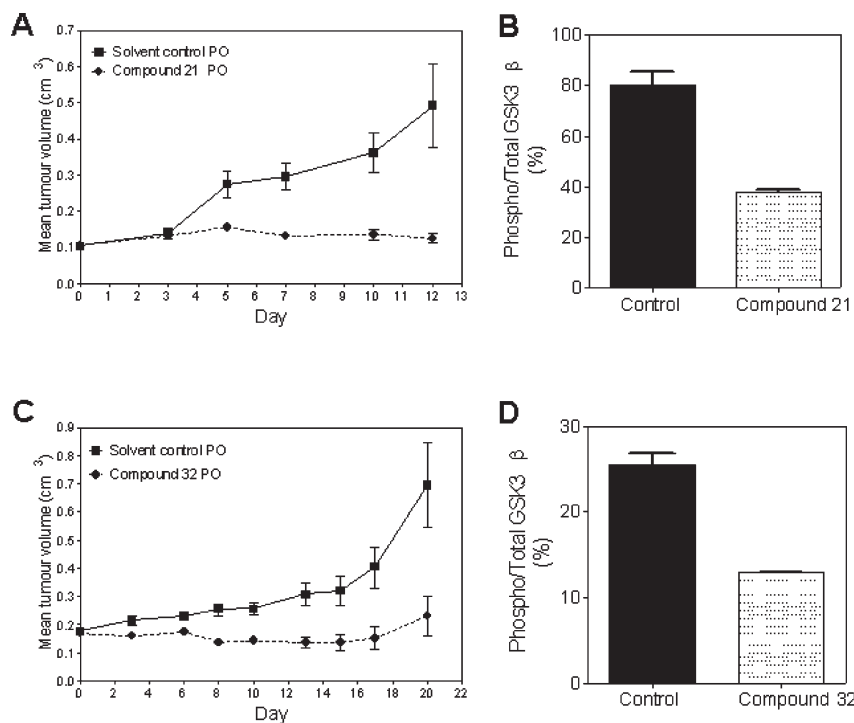 A
Mean tumour volume (cm 3)
0.7
0.6
0.5
0.4
0.3
0.2
0.1
0.0
Solvent control PO
Compound 21 PO
0 1 2 3 4 5 6 7 8 9 10 11 12 13
Day
B
Phospho/Total GSK3 β
(%)
100
80
60
40
20
0
Control Compound 21
C
Mean tumour volume (cm 3)
0.9
0.8
0.7
0.6
0.5
0.4
0.3
0.2
0.1
0.0
Solvent control PO
Compound 32 PO
0 2 4 6 8 10 12 14 16 18 20 22
Day
D
Phospho/Total GSK3 β
(%)
30
20
10
0
Control Compound 32